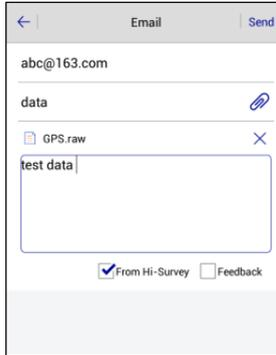 Email Send
abc@163.com
data
GPS.raw
test data
From Hi-Survey Feedback